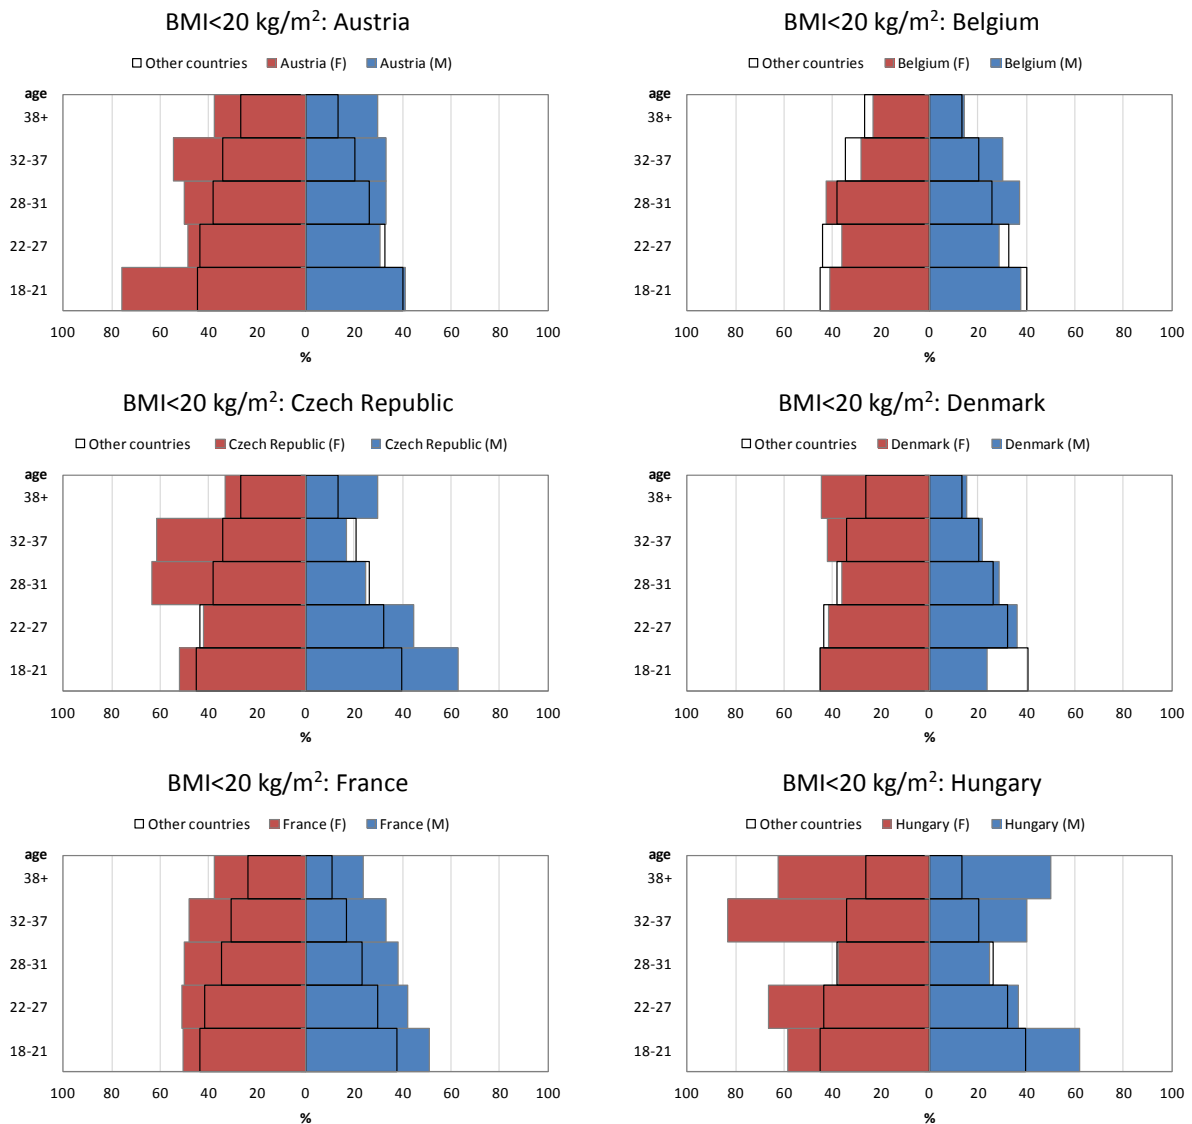 BMI<20 kg/m²: Austria
Other countries Austria (F) Austria (M)
age
38+
32-37
28-31
22-27
18-21
100 80 60 40 20 0 20 40 60 80 100
%
BMI<20 kg/m²: Belgium
Other countries Belgium (F) Belgium (M)
age
38+
32-37
28-31
22-27
18-21
100 80 60 40 20 0 20 40 60 80 100
%
BMI<20 kg/m²: Czech Republic
Other countries Czech Republic (F) Czech Republic (M)
age
38+
32-37
28-31
22-27
18-21
100 80 60 40 20 0 20 40 60 80 100
%
BMI<20 kg/m²: Denmark
Other countries Denmark (F) Denmark (M)
age
38+
32-37
28-31
22-27
18-21
100 80 60 40 20 0 20 40 60 80 100
%
BMI<20 kg/m²: France
Other countries France (F) France (M)
age
38+
32-37
28-31
22-27
18-21
100 80 60 40 20 0 20 40 60 80 100
%
BMI<20 kg/m²: Hungary
Other countries Hungary (F) Hungary (M)
age
38+
32-37
28-31
22-27
18-21
100 80 60 40 20 0 20 40 60 80 100
%